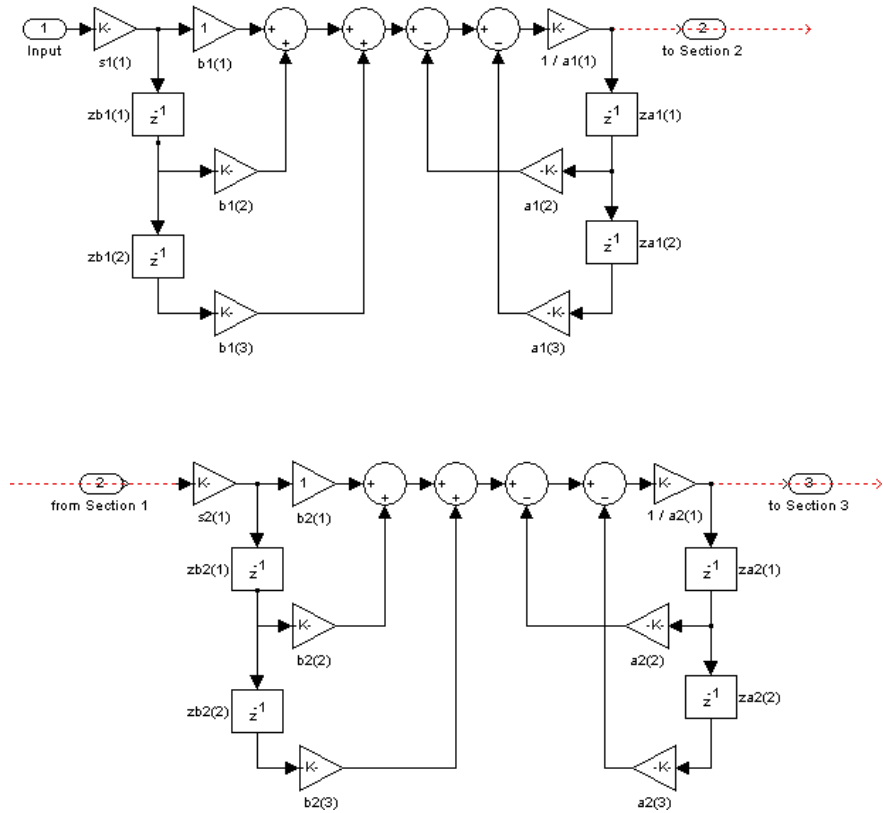 1
Input
K-
s1(1)
1
b1(1)
+
+
+
+
+
−
+
−
K-
1 / a1(1)
2
to Section 2
zb1(1)
z-1
z-1
za1(1)
K-
b1(2)
-K-
a1(2)
zb1(2)
z-1
z-1
za1(2)
K-
b1(3)
-K-
a1(3)
2
from Section 1
K-
s2(1)
1
b2(1)
+
+
+
+
+
−
+
−
K-
1 / a2(1)
3
to Section 3
zb2(1)
z-1
z-1
za2(1)
K-
b2(2)
-K-
a2(2)
zb2(2)
z-1
z-1
za2(2)
K-
b2(3)
-K-
a2(3)